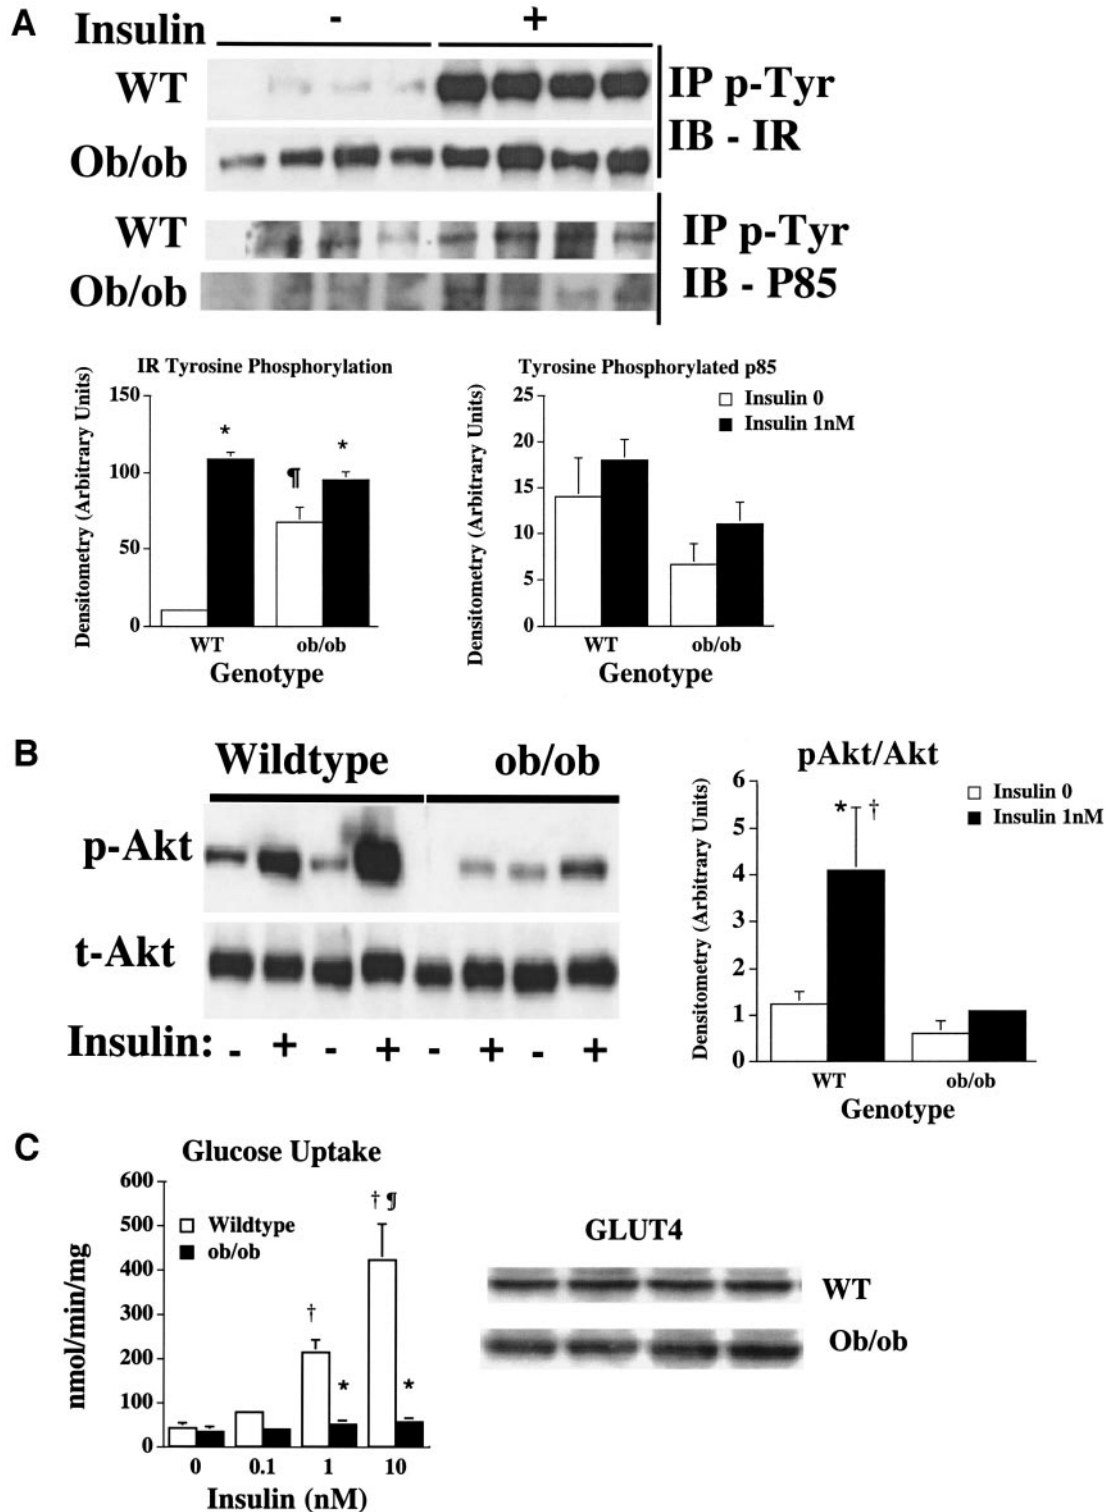 A
Insulin - +
WT
Ob/ob
IP p-Tyr
IB - IR
WT
Ob/ob
IP p-Tyr
IB - P85
IR Tyrosine Phosphorylation
Densitometry (Arbitrary Units)
150
100
50
0
* ¶ *
WT ob/ob
Genotype
Tyrosine Phosphorylated p85
Densitometry (Arbitrary Units)
25
20
15
10
5
0
Insulin 0
Insulin 1nM
WT ob/ob
Genotype
B
Wildtype ob/ob
p-Akt
t-Akt
Insulin: - + - + - + - +
pAkt/Akt
Densitometry (Arbitrary Units)
6
5
4
3
2
1
0
* †
Insulin 0
Insulin 1nM
WT ob/ob
Genotype
C
Glucose Uptake
nmol/min/mg
600
500
400
300
200
100
0
Wildtype
ob/ob
† * † ¶ *
0 0.1 1 10
Insulin (nM)
GLUT4
WT
Ob/ob